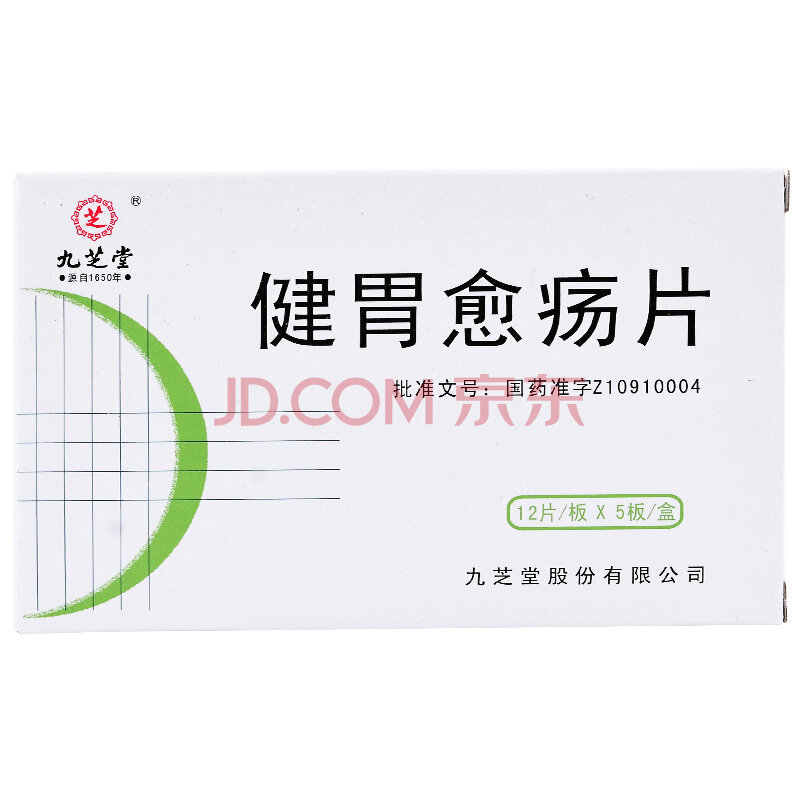 芝
®
九芝堂
●源自1650年●
健胃愈疡片
批准文号：国药准字Z10910004
JD.COM 京东
12片/板 X 5板/盒
九芝堂股份有限公司